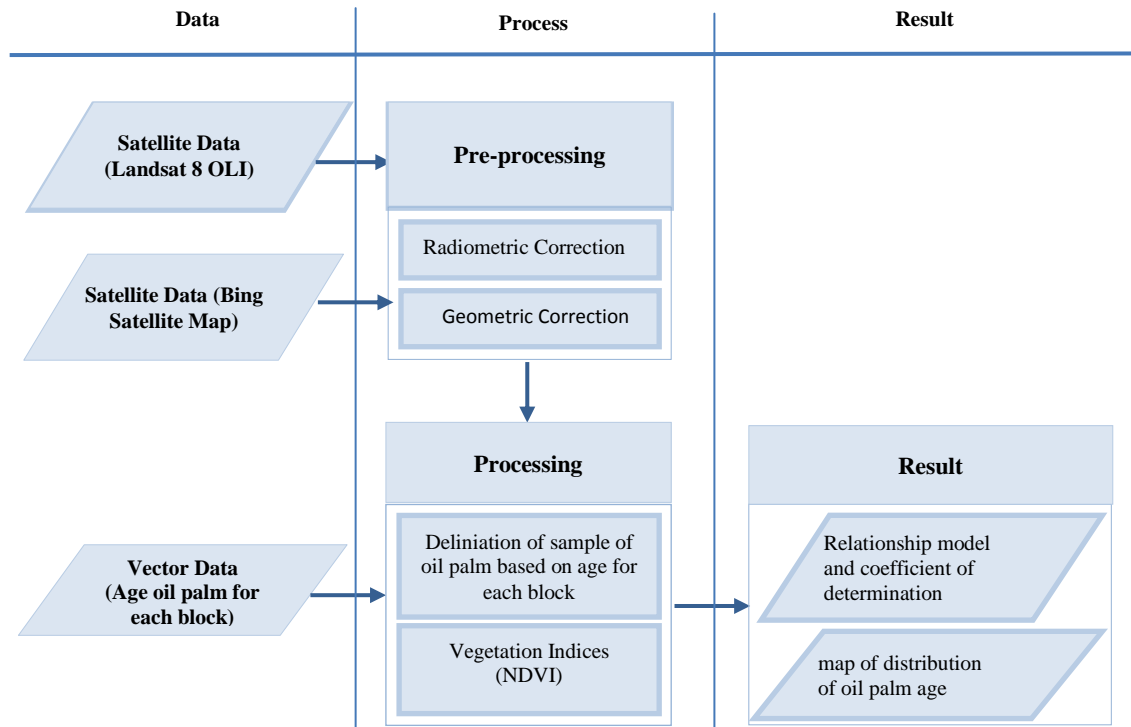 Data
Process
Result
Satellite Data
(Landsat 8 OLI)
Pre-processing
Radiometric Correction
Satellite Data (Bing
Satellite Map)
Geometric Correction
Processing
Result
Vector Data
(Age oil palm for
each block)
Deliniation of sample of
oil palm based on age for
each block
Vegetation Indices
(NDVI)
Relationship model
and coefficient of
determination
map of distribution
of oil palm age